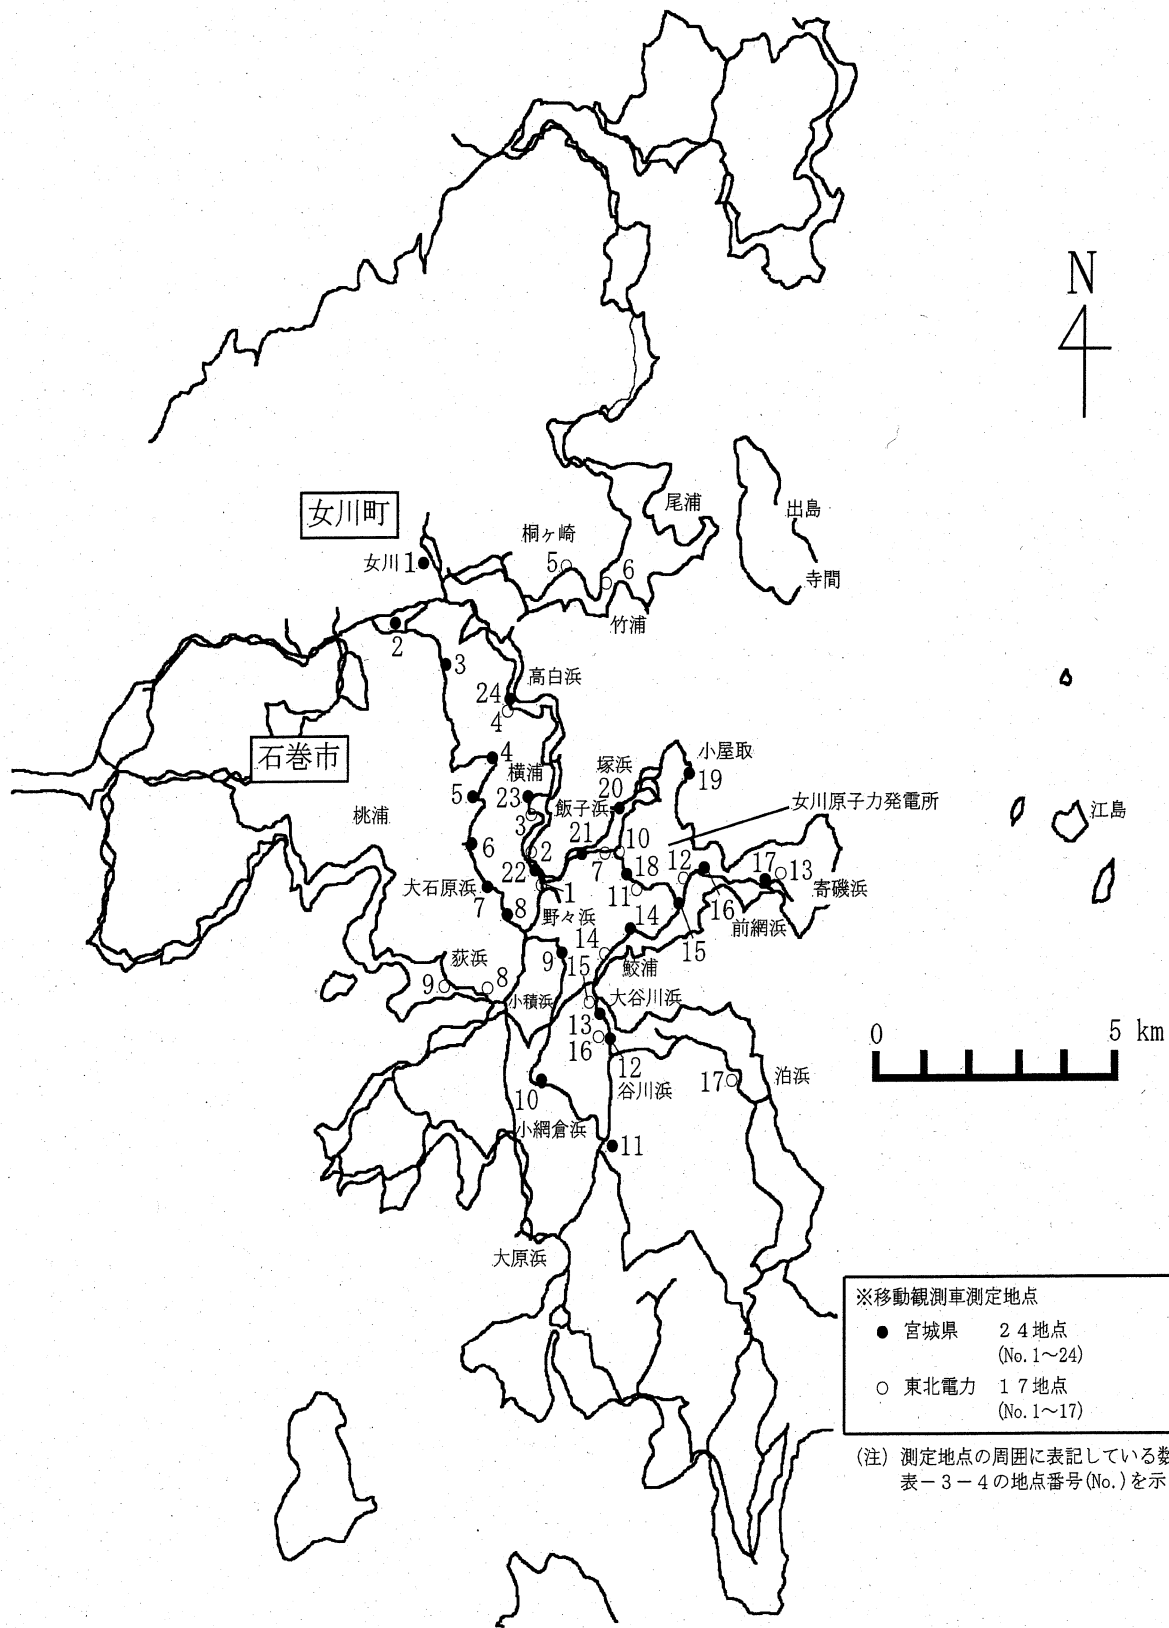 N
尾浦
出島
女川町
桐ヶ崎
女川 1
5
6
寺間
竹浦
2
3
高白浜
24
4
小屋取
石巻市
4
横浦
塚浜
19
5
23
20
飯子浜
女川原子力発電所
桃浦
3
江島
21
10
6
2
7
18
12
17
13
22
11
16
寄磯浜
犬石原浜
1
7
8
野々浜
14
前網浜
15
9
14
荻浜
15
鮫浦
9
8
小積浜
大谷川浜
13
0
5 km
16
12
17
泊浜
10
谷川浜
小網倉浜
11
大原浜
※移動観測車測定地点
● 宮城県 24地点
(No.1～24)
○ 東北電力 17地点
(No.1～17)
(注) 測定地点の周囲に表記している数
表－3－4の地点番号(No.)を示